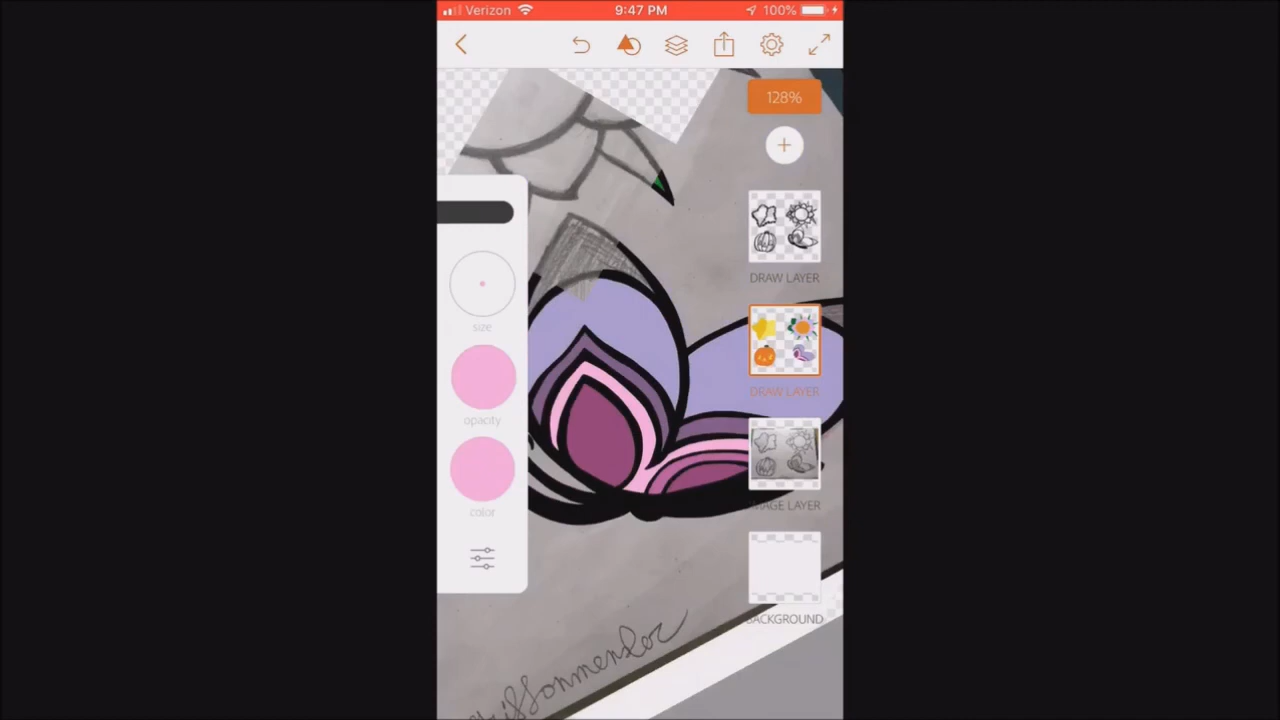 Verizon 9:47 PM 100%
128%
DRAW LAYER
size
DRAW LAYER
opacity
IMAGE LAYER
color
BACKGROUND